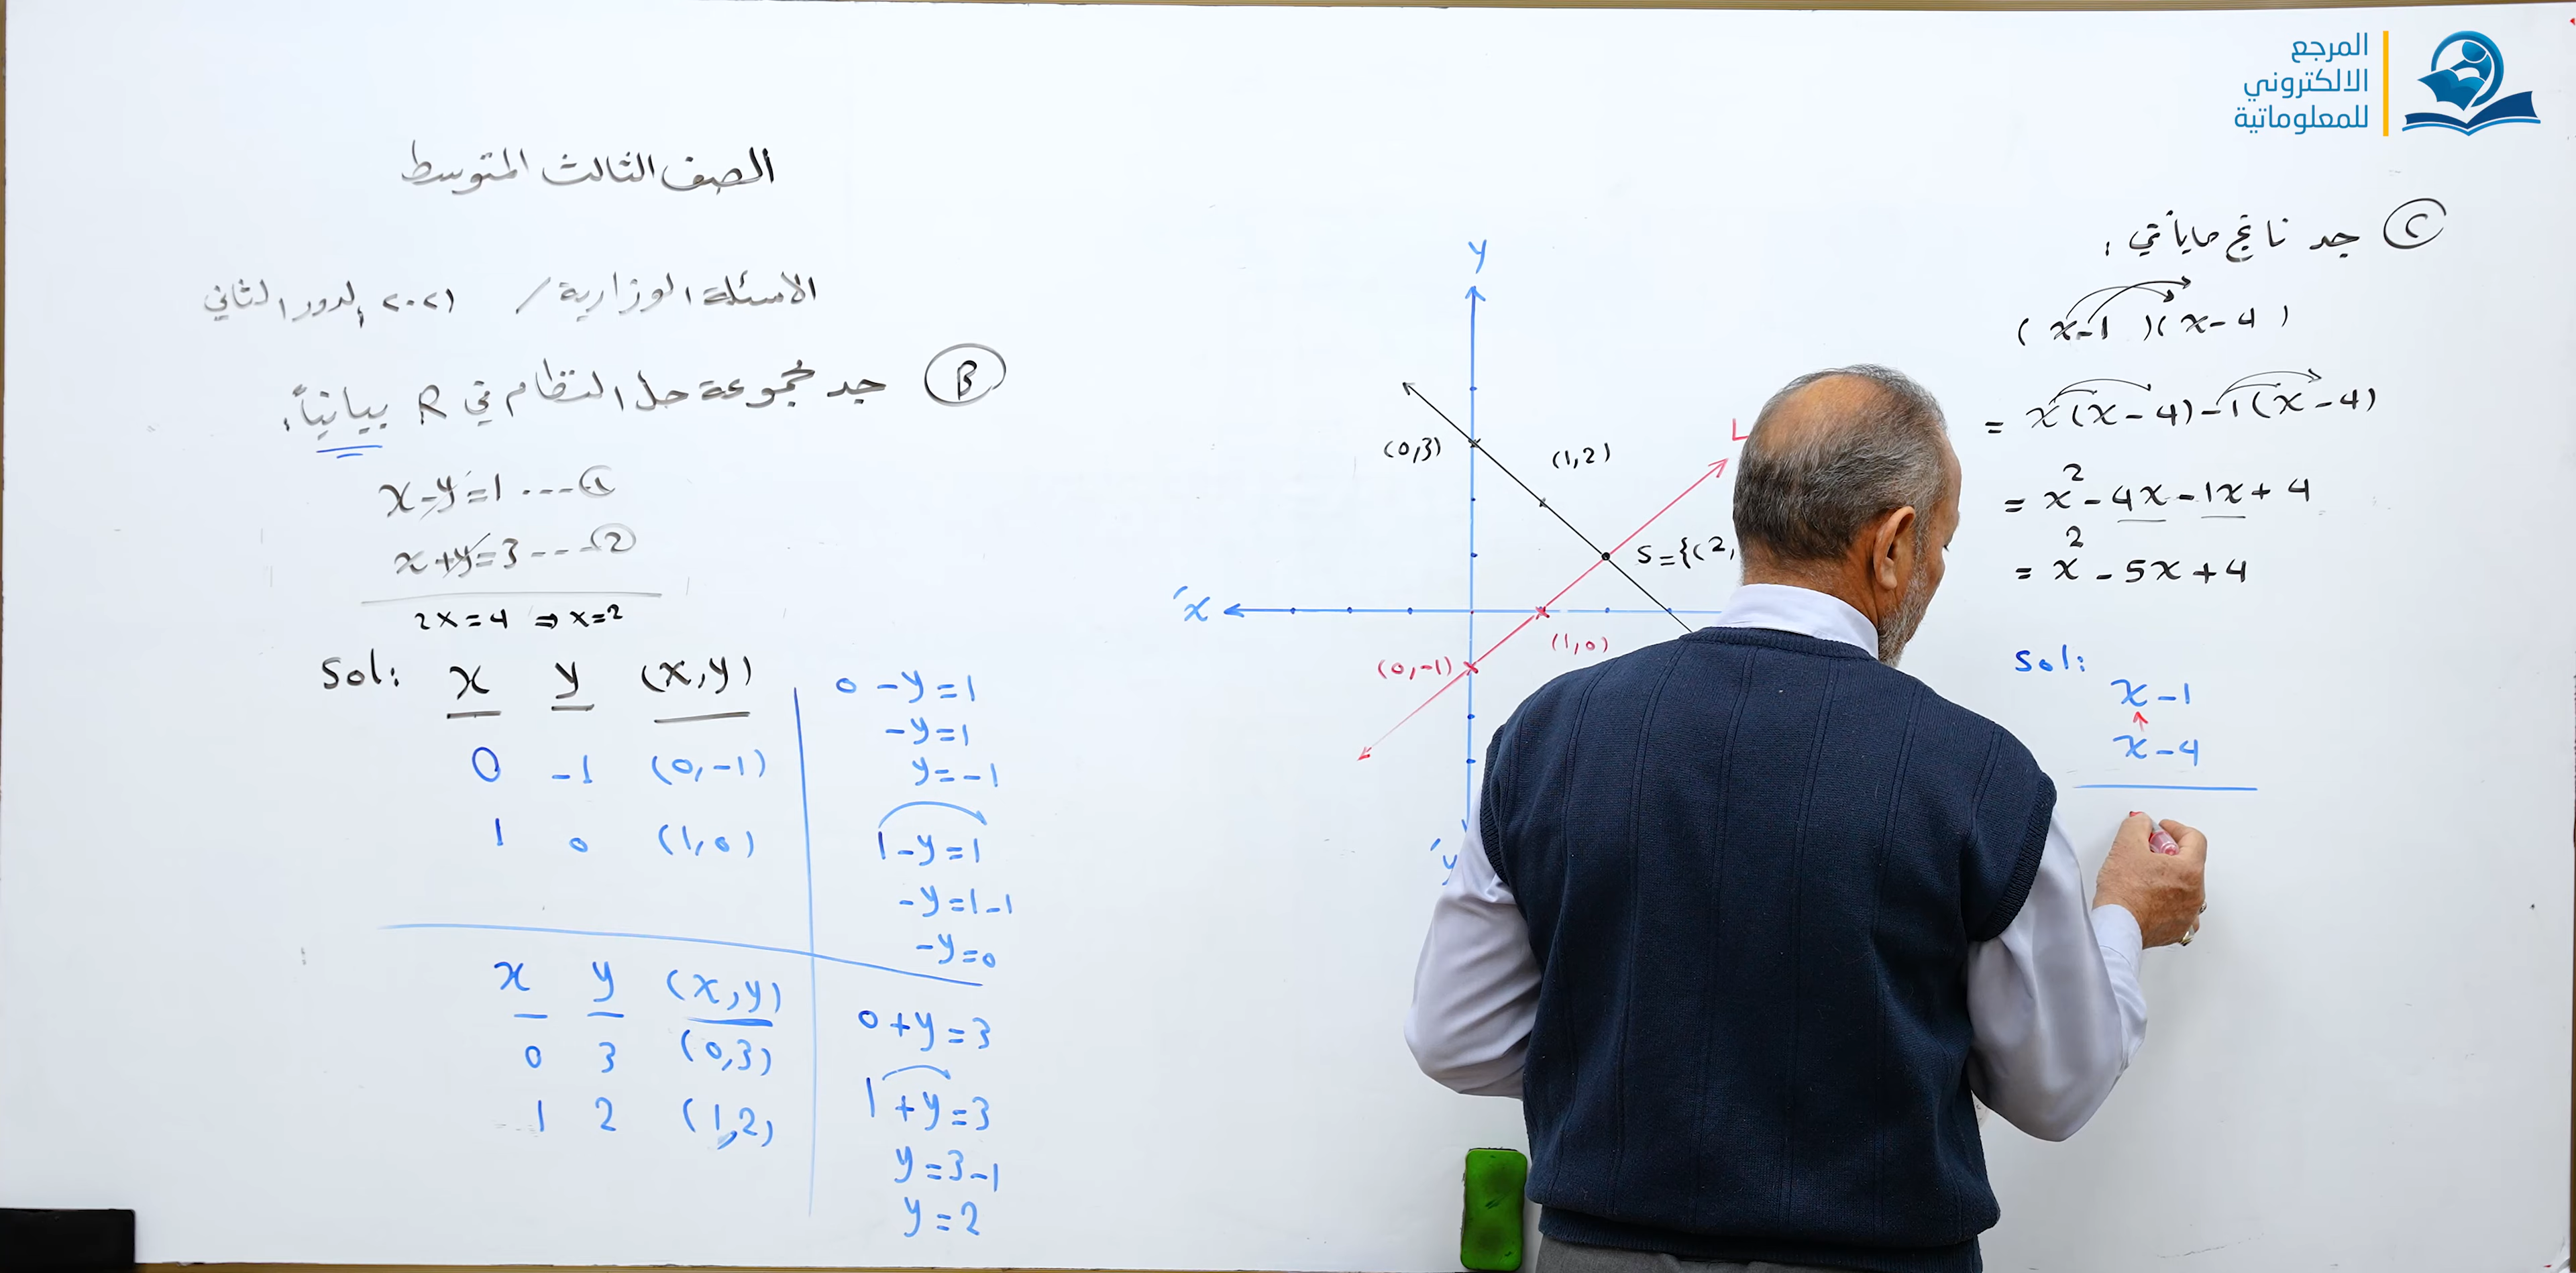 المرجع
الالكتروني
للمعلوماتية
الصف الثالث المتوسط
الاسئلة الوزارية / ٢٠٢١ الدور الثاني
B جد مجموعة حل النظام في R بيانياً:
x-y=1 ---- 1
x+y=3 ---- 2
2x=4 ⇒ x=2
Sol: x y (x,y)
0 -1 (0,-1)
1 0 (1,0)
0-y=1
-y=1
y=-1
1-y=1
-y=1-1
-y=0
x y (x,y)
0 3 (0,3)
1 2 (1,2)
0+y=3
1+y=3
y=3-1
y=2
y
(0,3)
(1,2)
L
S={(2,
x'
(1,0)
(0,-1)
y'
C جد ناتج مايأتي:
(x-1)(x-4)
= x(x-4)-1(x-4)
= x²-4x-1x+4
= x²-5x+4
Sol:
x-1
x-4